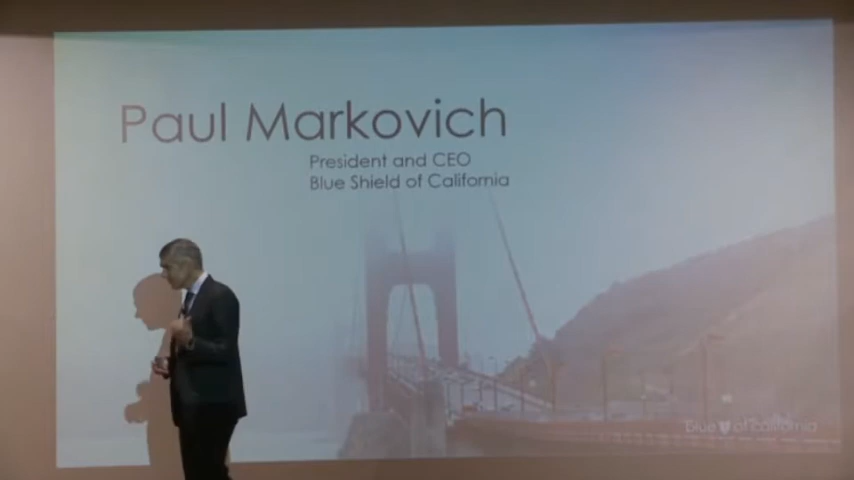 Paul Markovich
President and CEO
Blue Shield of California
blue of california